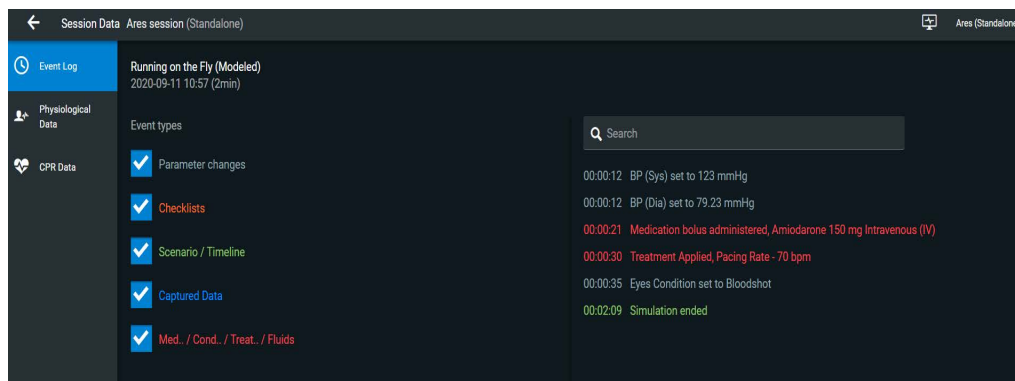 Session Data Ares session (Standalone)
Ares (Standalone
Event Log
Physiological
Data
CPR Data
Running on the Fly (Modeled)
2020-09-11 10:57 (2min)
Event types
Parameter changes
Checklists
Scenario / Timeline
Captured Data
Med.. / Cond.. / Treat.. / Fluids
Search
00:00:12 BP (Sys) set to 123 mmHg
00:00:12 BP (Dia) set to 79.23 mmHg
00:00:21 Medication bolus administered, Amiodarone 150 mg Intravenous (IV)
00:00:30 Treatment Applied, Pacing Rate - 70 bpm
00:00:35 Eyes Condition set to Bloodshot
00:02:09 Simulation ended